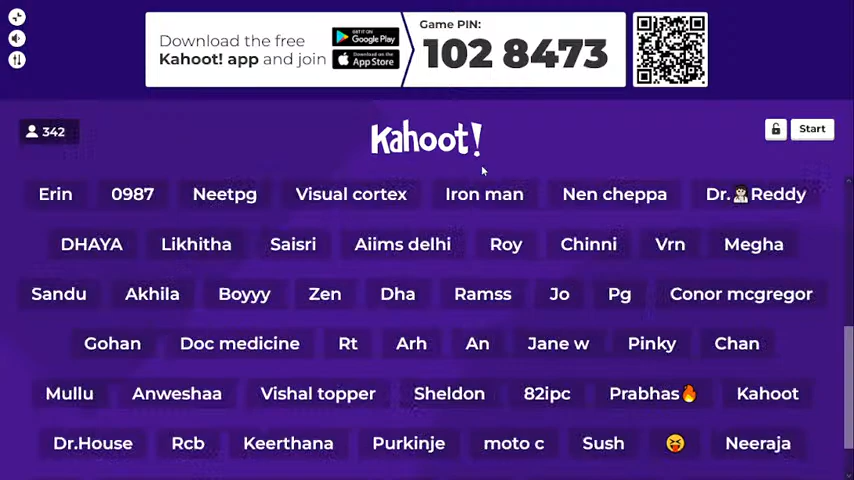 Download the free
Kahoot! app and join
GET IT ON
Google Play
Download on the
App Store
Game PIN:
102 8473
342
Kahoot!
Start
Erin 0987 Neetpg Visual cortex Iron man Nen cheppa Dr.👩🏻‍⚕️Reddy
DHAYA Likhitha Saisri Aiims delhi Roy Chinni Vrn Megha
Sandu Akhila Boyyy Zen Dha Ramss Jo Pg Conor mcgregor
Gohan Doc medicine Rt Arh An Jane w Pinky Chan
Mullu Anweshaa Vishal topper Sheldon 82ipc Prabhas🔥 Kahoot
Dr.House Rcb Keerthana Purkinje moto c Sush 😝 Neeraja